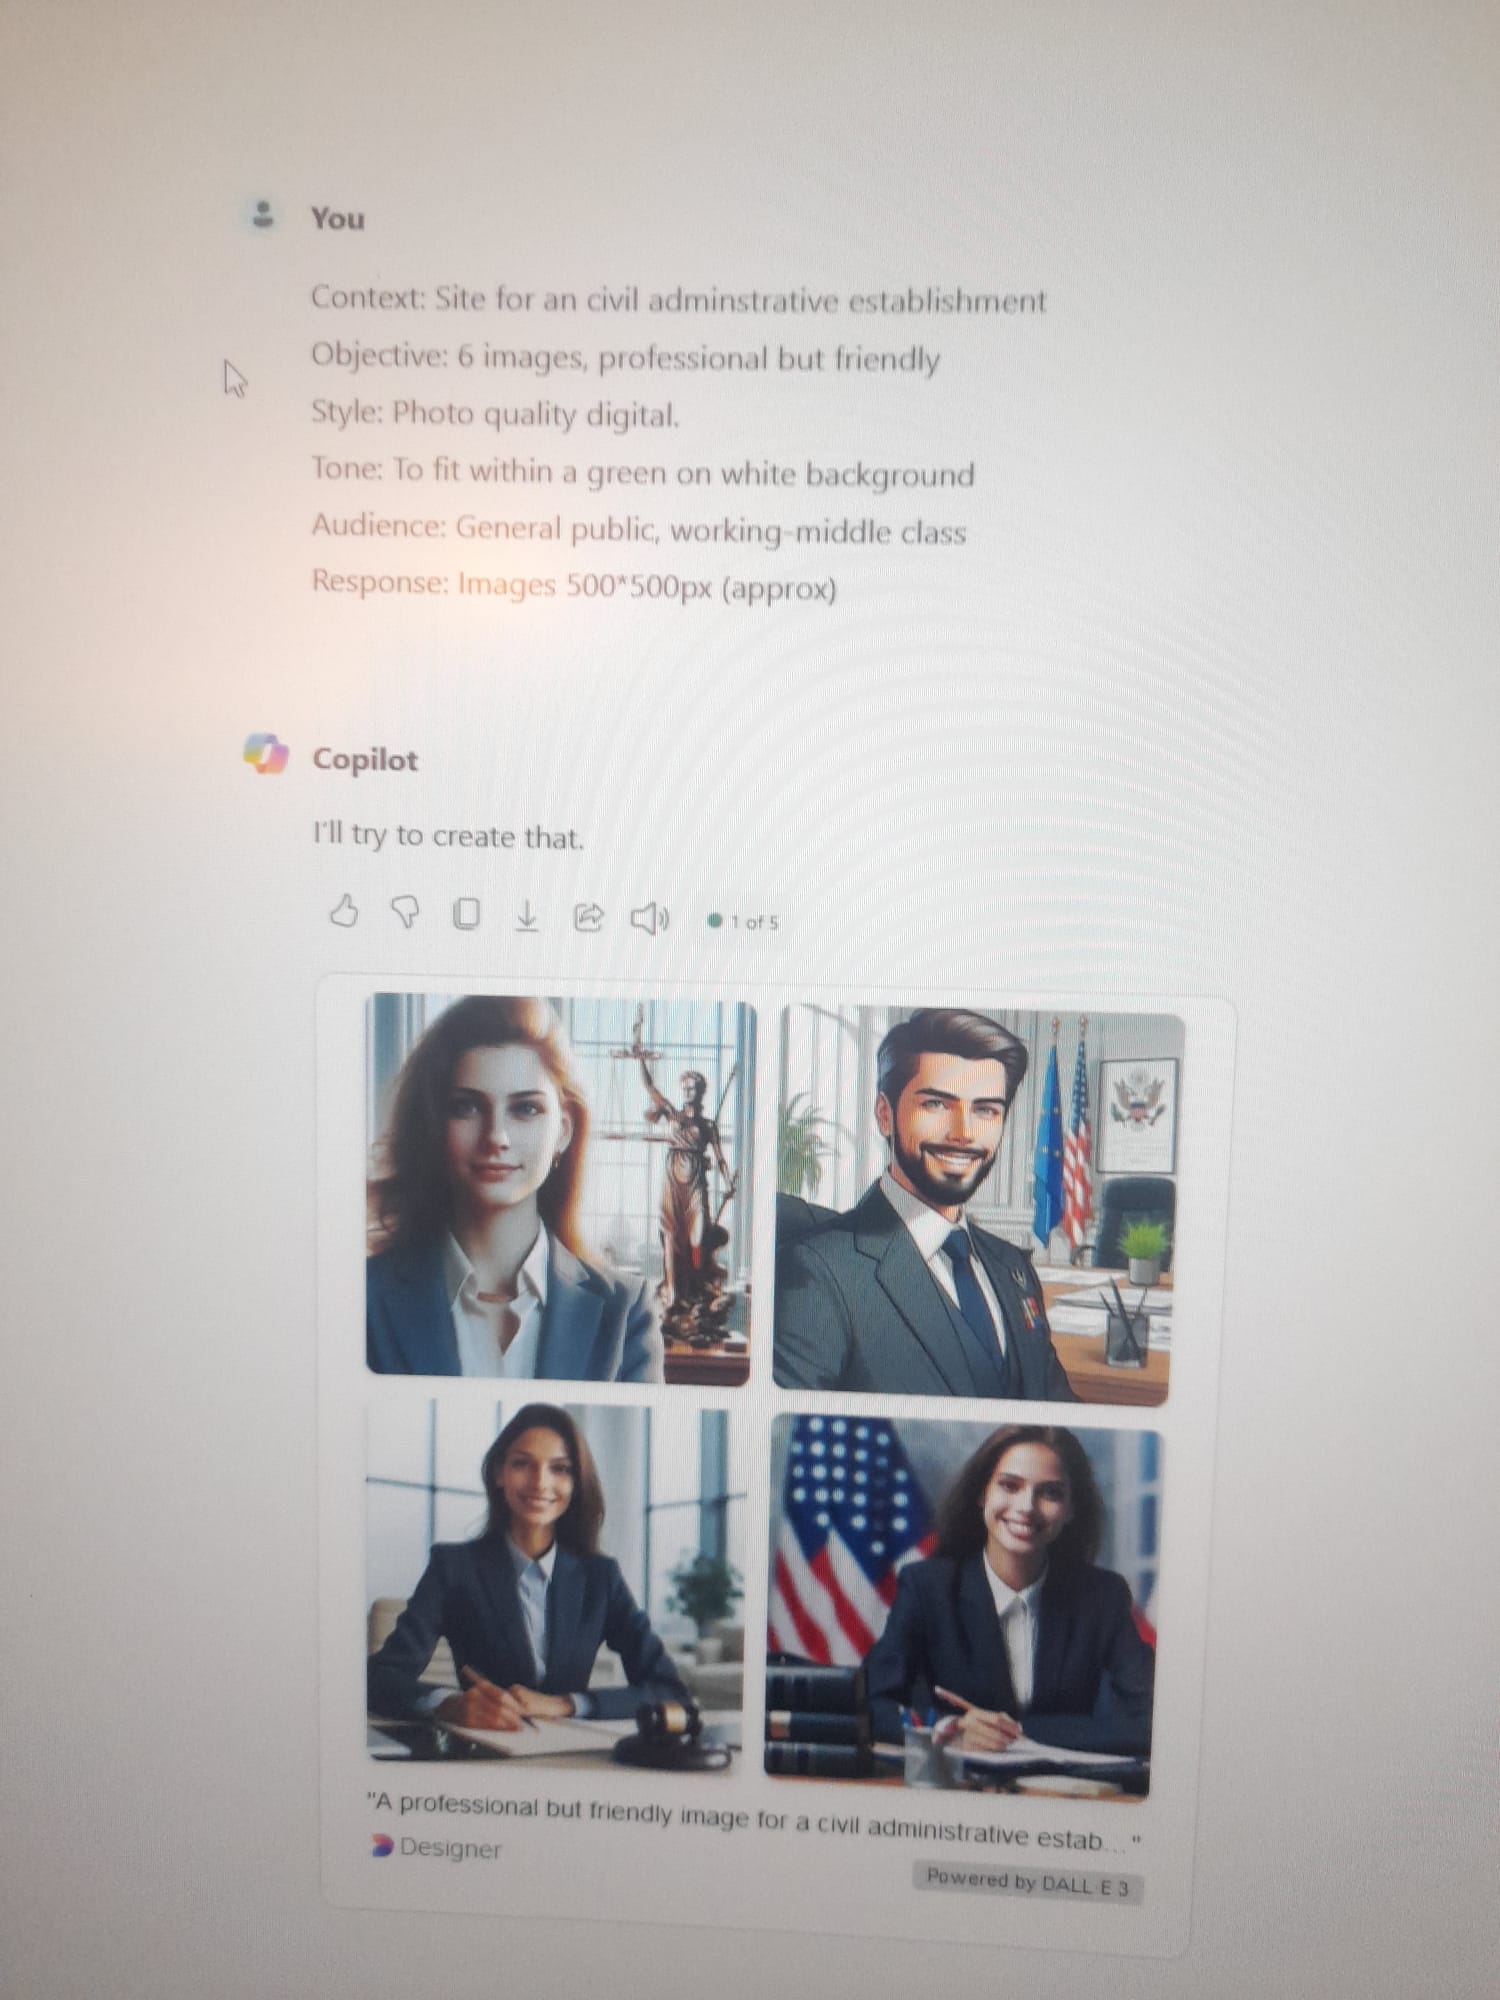 You
Context: Site for an civil adminstrative establishment
Objective: 6 images, professional but friendly
Style: Photo quality digital.
Tone: To fit within a green on white background
Audience: General public, working-middle class
Response: Images 500*500px (approx)
Copilot
I'll try to create that.
1 of 5
"A professional but friendly image for a civil administrative estab..."
Designer
Powered by DALL·E 3